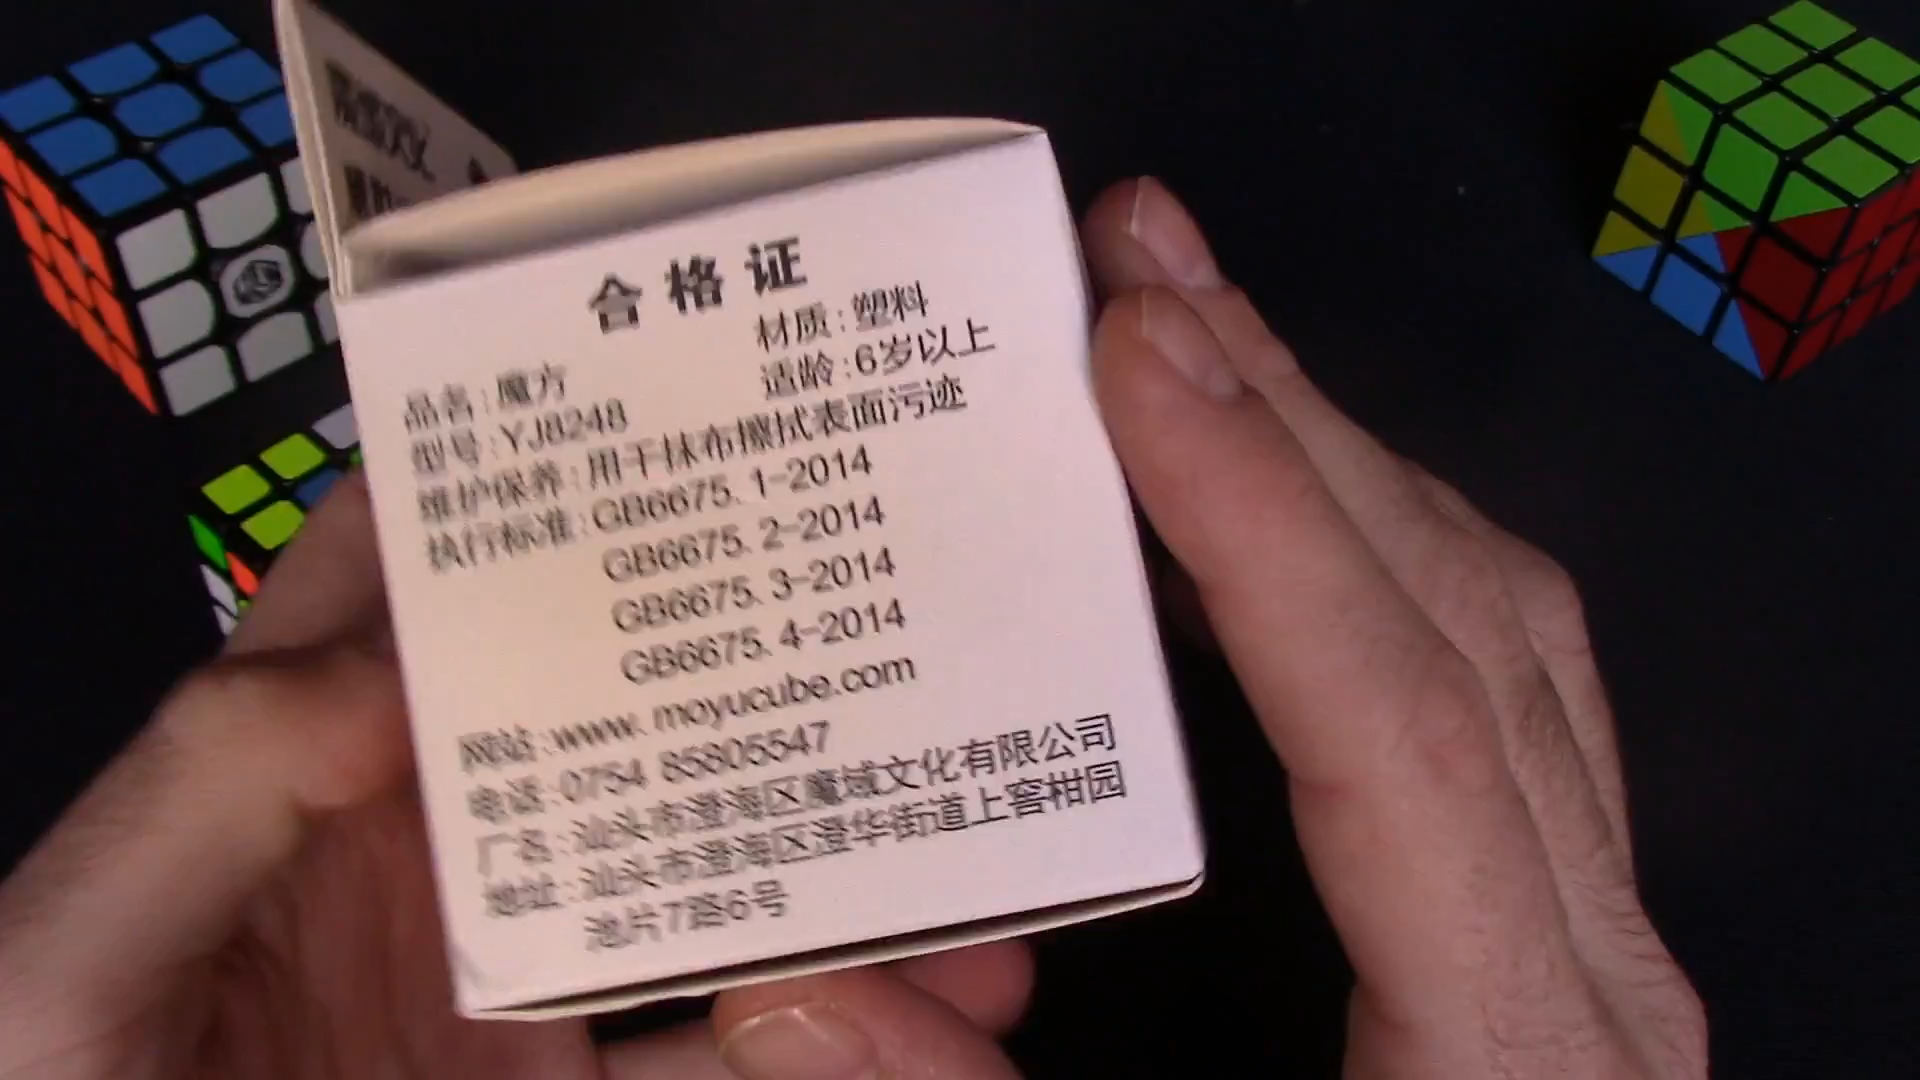 合格证
材质:塑料
品名:魔方
适龄:6岁以上
型号:YJ8248
维护保养:用干抹布擦拭表面污迹
执行标准:GB6675.1-2014
GB6675.2-2014
GB6675.3-2014
GB6675.4-2014
网站:www.moyucube.com
电话:0754 85805547
厂名:汕头市澄海区魔域文化有限公司
地址:汕头市澄海区澄华街道上窖柑园
池片7路6号